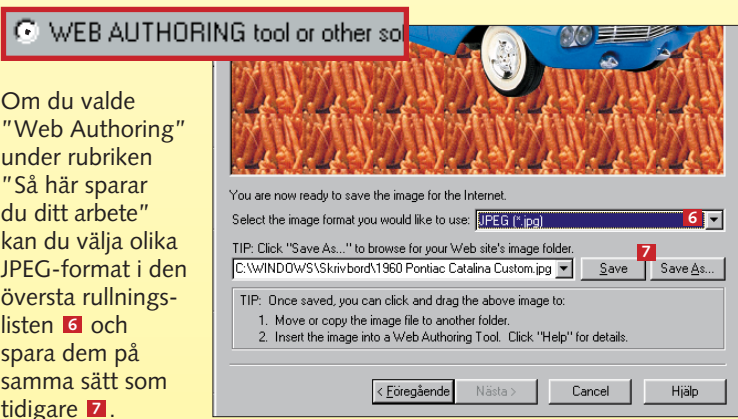 WEB AUTHORING tool or other so
Om du valde
"Web Authoring"
under rubriken
"Så här sparar
du ditt arbete"
kan du välja olika
JPEG-format i den
översta rullnings-
listen 6 och
spara dem på
samma sätt som
tidigare 7.
You are now ready to save the image for the Internet.
Select the image format you would like to use: JPEG (*.jpg) 6
TIP: Click "Save As..." to browse for your Web site's image folder.
7
C:\WINDOWS\Skrivbord\1960 Pontiac Catalina Custom.jpg Save Save As...
TIP: Once saved, you can click and drag the above image to:
1. Move or copy the image file to another folder.
2. Insert the image into a Web Authoring Tool. Click "Help" for details.
< Föregående Nästa > Cancel Hjälp